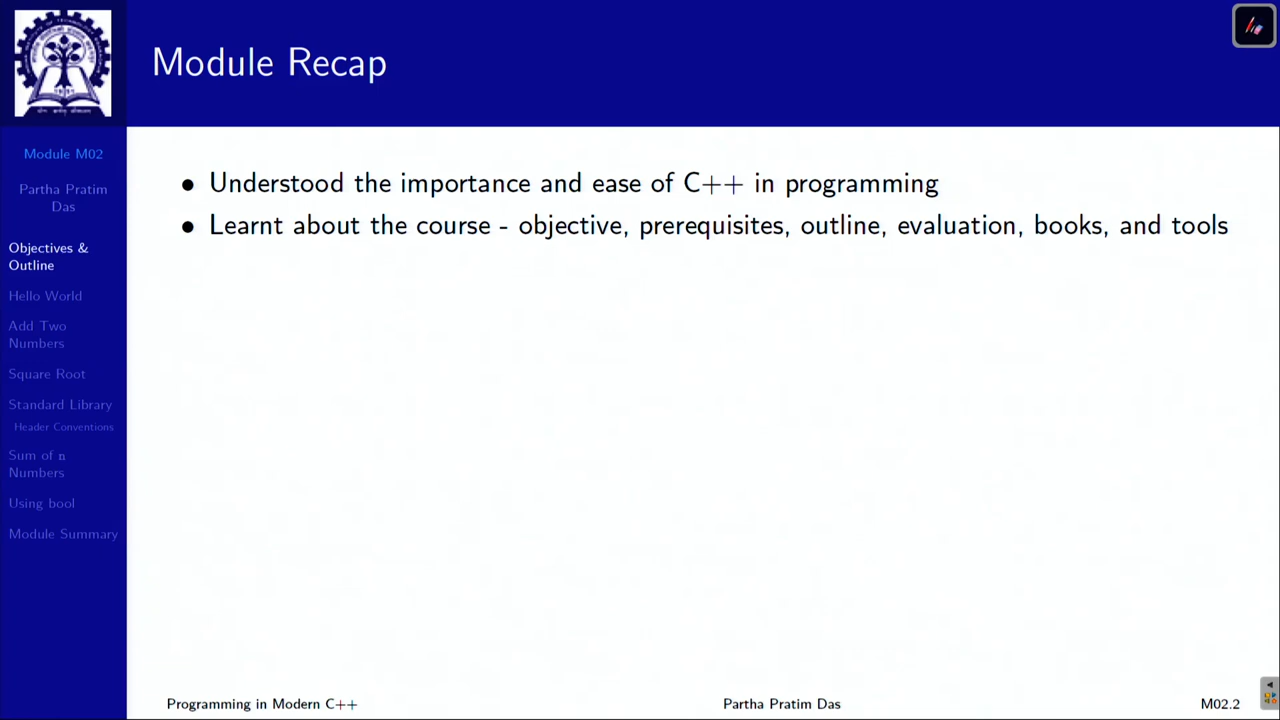 Module Recap
Module M02
Partha Pratim
Das
Objectives &
Outline
Hello World
Add Two
Numbers
Square Root
Standard Library
Header Conventions
Sum of n
Numbers
Using bool
Module Summary
• Understood the importance and ease of C++ in programming
• Learnt about the course - objective, prerequisites, outline, evaluation, books, and tools
Programming in Modern C++
Partha Pratim Das
M02.2